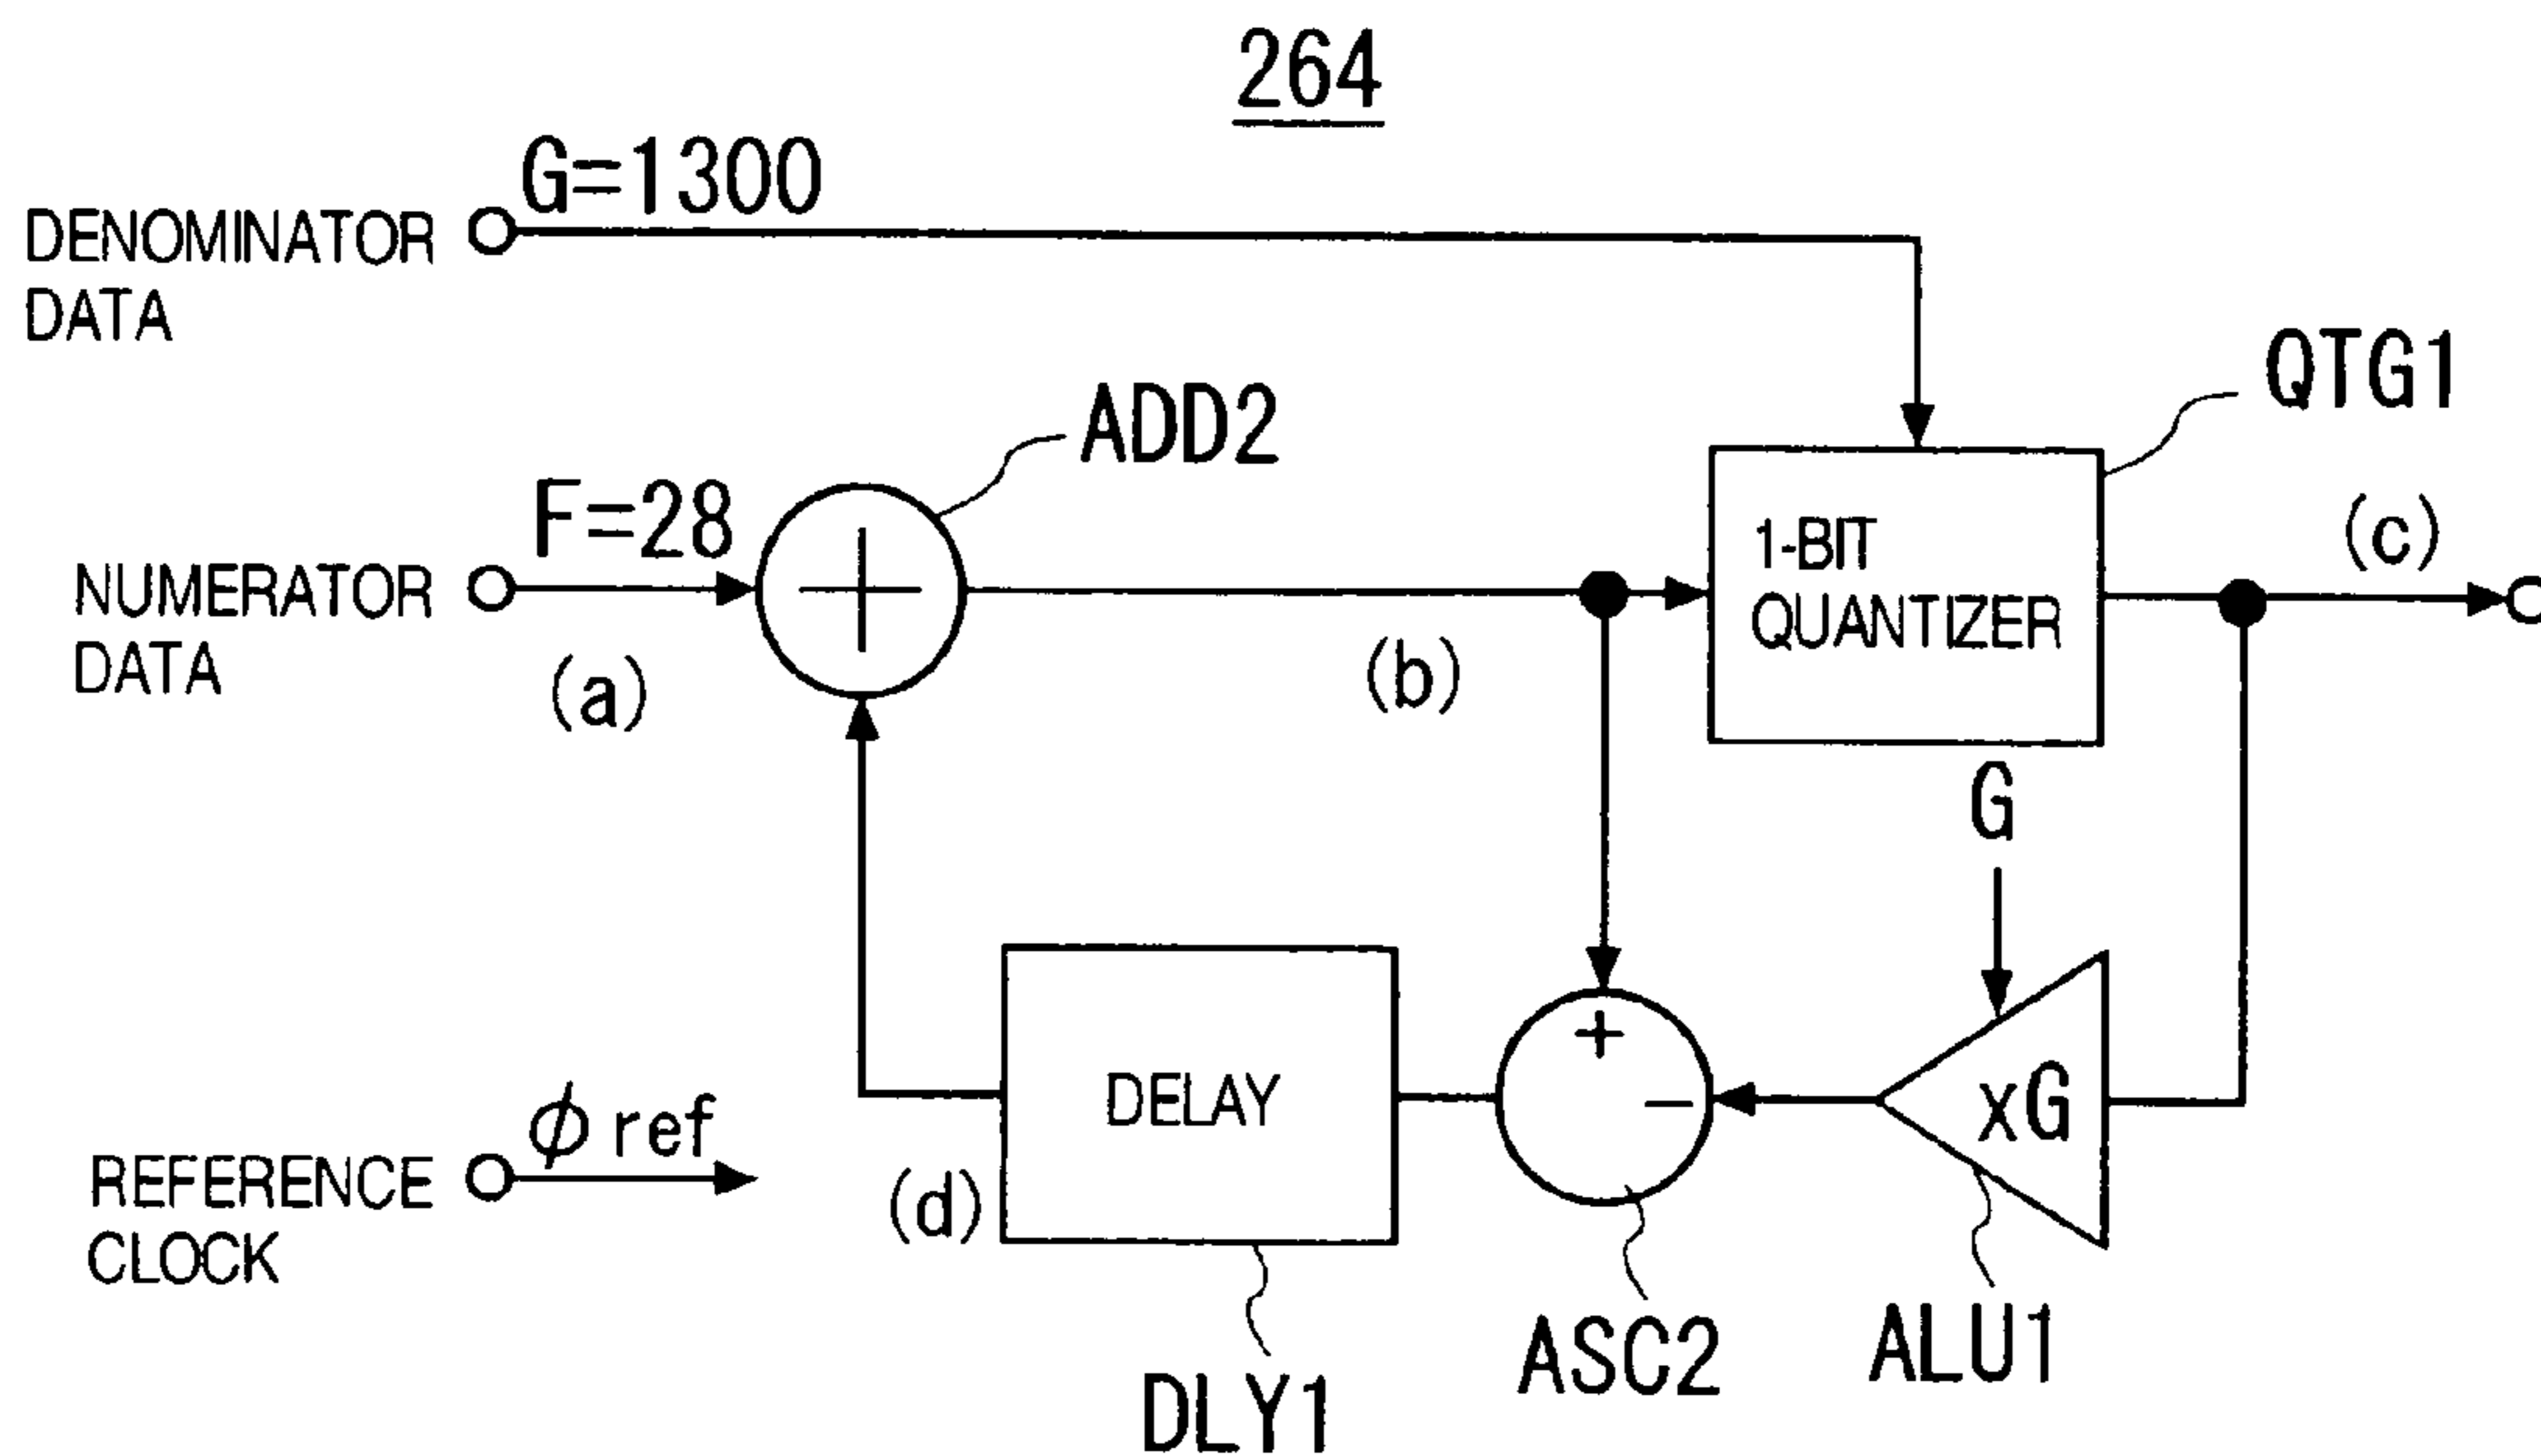 264
G=1300
DENOMINATOR
DATA
QTG1
ADD2
F=28
NUMERATOR
DATA
(a)
(b)
1-BIT
QUANTIZER
(c)
G
+
−
xG
DELAY
(d)
ϕ ref
REFERENCE
CLOCK
DLY1
ASC2
ALU1